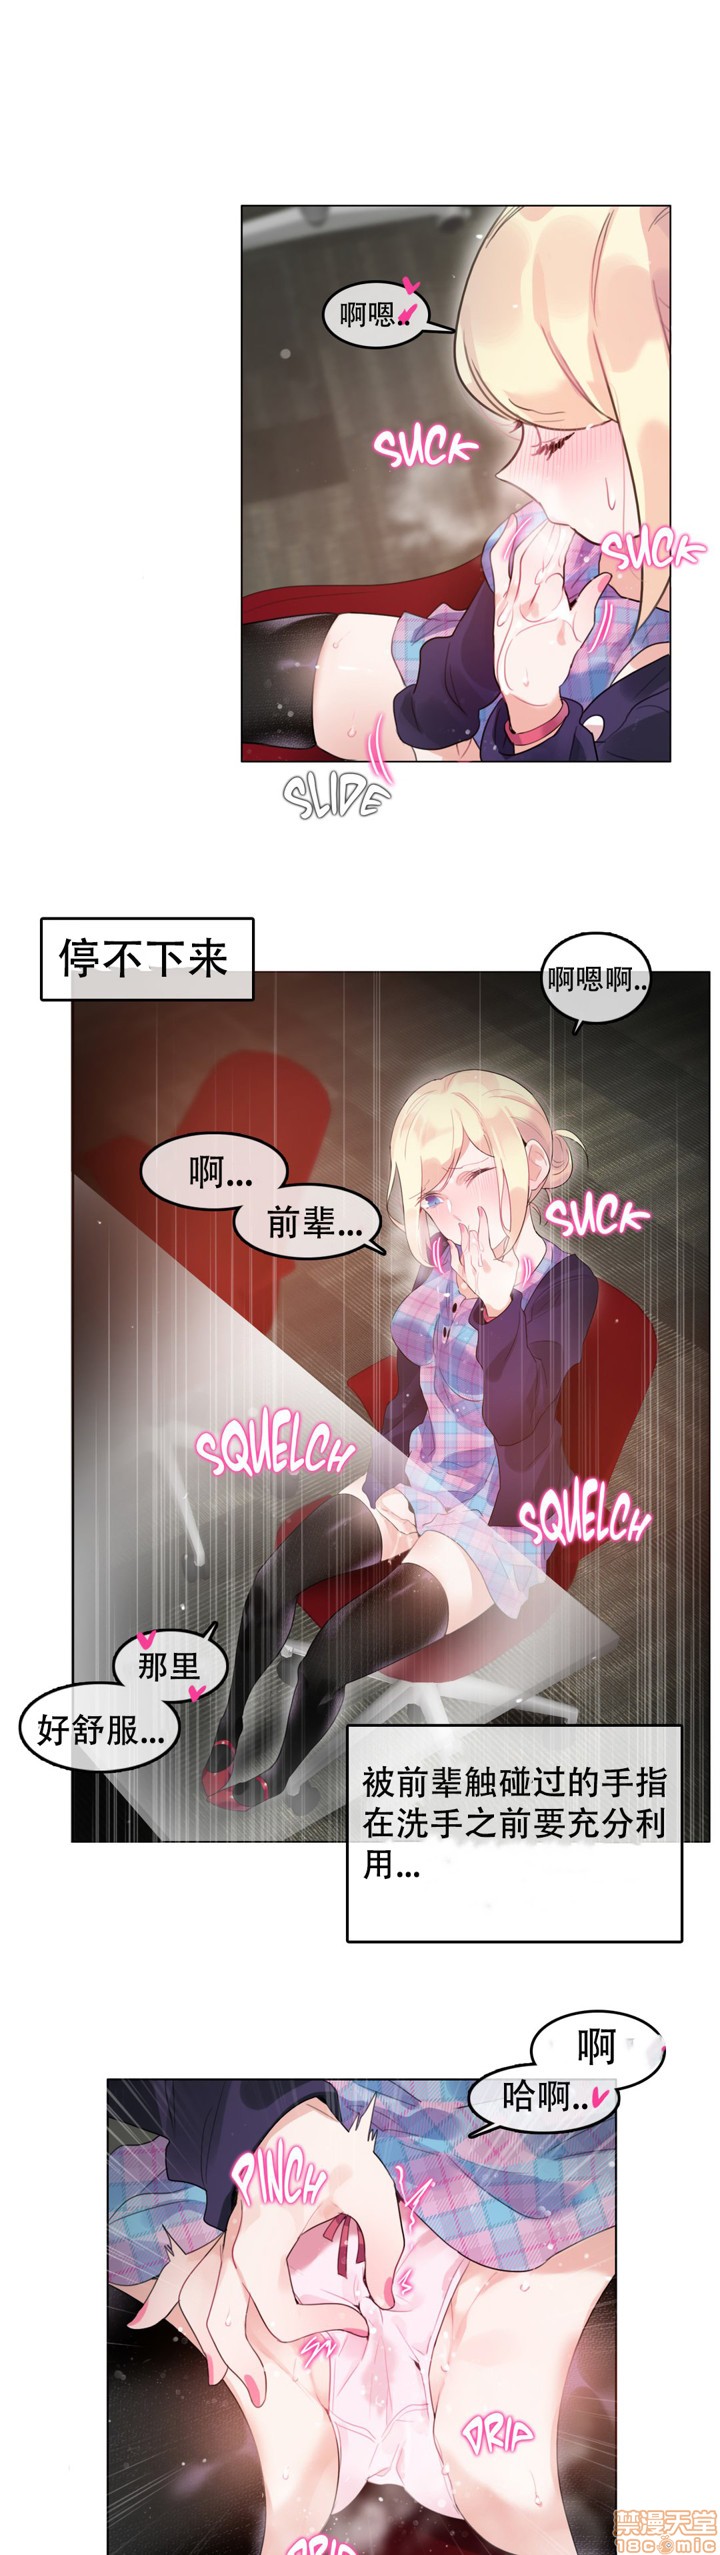 啊嗯..
SUCK
SUCK
SLIDE
停不下来
啊嗯啊..
啊...
前辈...
SUCK
SQUELCH
SQUELCH
那里
好舒服...
被前辈触碰过的手指
在洗手之前要充分利
用...
啊
哈啊..
PINCH
DRIP
DRIP
禁漫天堂
18comic